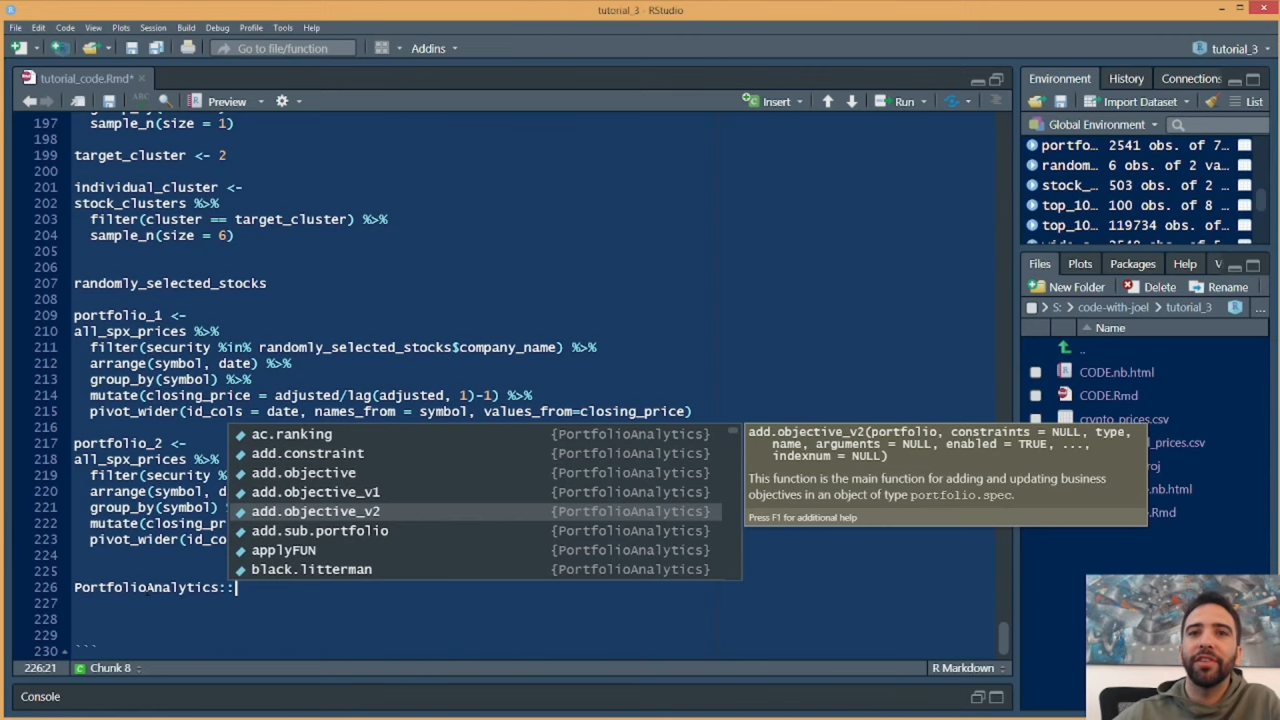 tutorial_3 - RStudio
File Edit Code View Plots Session Build Debug Profile Tools Help
Go to file/function Addins tutorial_3
tutorial_code.Rmd*
Preview Insert Run
197 sample_n(size = 1)
198
199 target_cluster <- 2
200
201 individual_cluster <-
202 stock_clusters %>%
203 filter(cluster == target_cluster) %>%
204 sample_n(size = 6)
205
206
207 randomly_selected_stocks
208
209 portfolio_1 <-
210 all_spx_prices %>%
211 filter(security %in% randomly_selected_stocks$company_name) %>%
212 arrange(symbol, date) %>%
213 group_by(symbol) %>%
214 mutate(closing_price = adjusted/lag(adjusted, 1)-1) %>%
215 pivot_wider(id_cols = date, names_from = symbol, values_from=closing_price)
216
217 portfolio_2 <-
218 all_spx_prices %>%
219 filter(security %
220 arrange(symbol, d
221 group_by(symbol)
222 mutate(closing_pr
223 pivot_wider(id_co
224
225
226 PortfolioAnalytics::
227
228
229
230 ```
ac.ranking {PortfolioAnalytics}
add.constraint {PortfolioAnalytics}
add.objective {PortfolioAnalytics}
add.objective_v1 {PortfolioAnalytics}
add.objective_v2 {PortfolioAnalytics}
add.sub.portfolio {PortfolioAnalytics}
applyFUN {PortfolioAnalytics}
black.litterman {PortfolioAnalytics}
add.objective_v2(portfolio, constraints = NULL, type,
name, arguments = NULL, enabled = TRUE, ...,
indexnum = NULL)
This function is the main function for adding and updating business
objectives in an object of type portfolio.spec.
Press F1 for additional help
226:21 Chunk 8 R Markdown
Console
Environment History Connections
Import Dataset List
Global Environment
portfo... 2541 obs. of 7...
random... 6 obs. of 2 va...
stock_... 503 obs. of 2 ...
top_10... 100 obs. of 8 ...
top_10... 119734 obs. of...
Files Plots Packages Help V
New Folder Delete Rename
S: code-with-joel tutorial_3 ...
Name
..
CODE.nb.html
CODE.Rmd
crypto_prices.csv
_prices.csv
oj
.nb.html
.Rmd